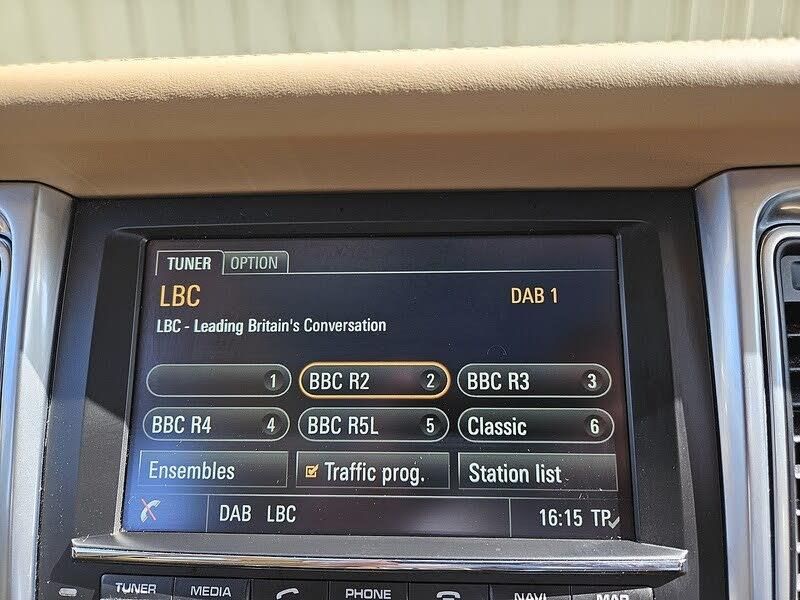 TUNER OPTION
LBC DAB 1
LBC - Leading Britain's Conversation
1 BBC R2 2 BBC R3 3
BBC R4 4 BBC R5L 5 Classic 6
Ensembles Traffic prog. Station list
DAB LBC 16:15 TP
TUNER MEDIA PHONE NAVI MAP